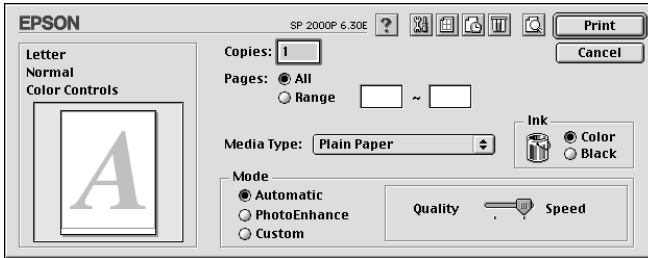 EPSON
SP 2000P 6.30E
?
Print
Cancel
Letter
Normal
Color Controls
A
Copies: 1
Pages: All
Range ~
Media Type: Plain Paper
Ink
Color
Black
Mode
Automatic
PhotoEnhance
Custom
Quality Speed